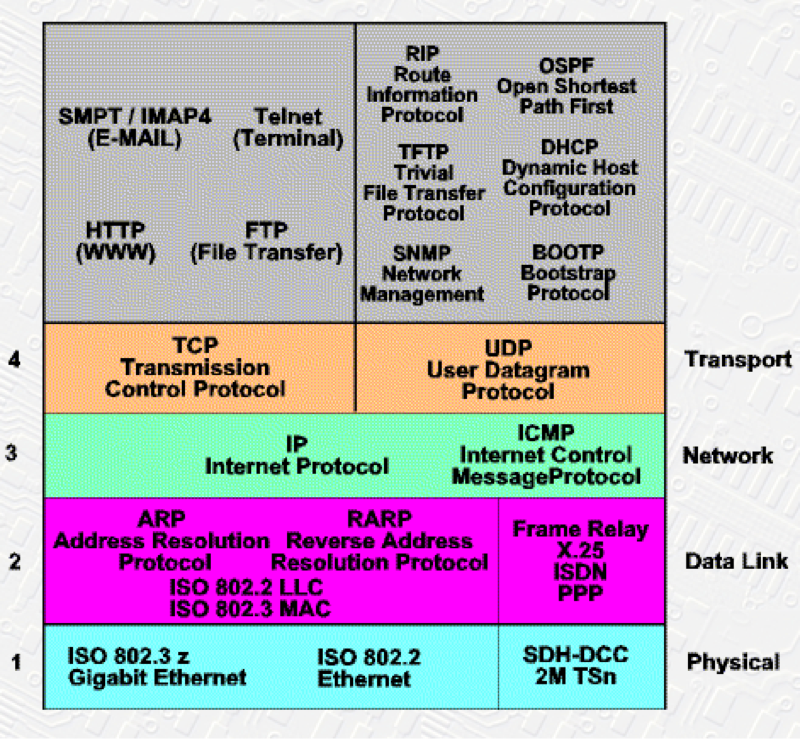 SMPT / IMAP4
(E-MAIL)
Telnet
(Terminal)
HTTP
(WWW)
FTP
(File Transfer)
RIP
Route
Information
Protocol
OSPF
Open Shortest
Path First
TFTP
Trivial
File Transfer
Protocol
DHCP
Dynamic Host
Configuration
Protocol
SNMP
Network
Management
BOOTP
Bootstrap
Protocol
4
TCP
Transmission
Control Protocol
UDP
User Datagram
Protocol
Transport
3
IP
Internet Protocol
ICMP
Internet Control
MessageProtocol
Network
2
ARP
Address Resolution
Protocol
RARP
Reverse Address
Resolution Protocol
ISO 802.2 LLC
ISO 802.3 MAC
Frame Relay
X.25
ISDN
PPP
Data Link
1
ISO 802.3 z
Gigabit Ethernet
ISO 802.2
Ethernet
SDH-DCC
2M TSn
Physical